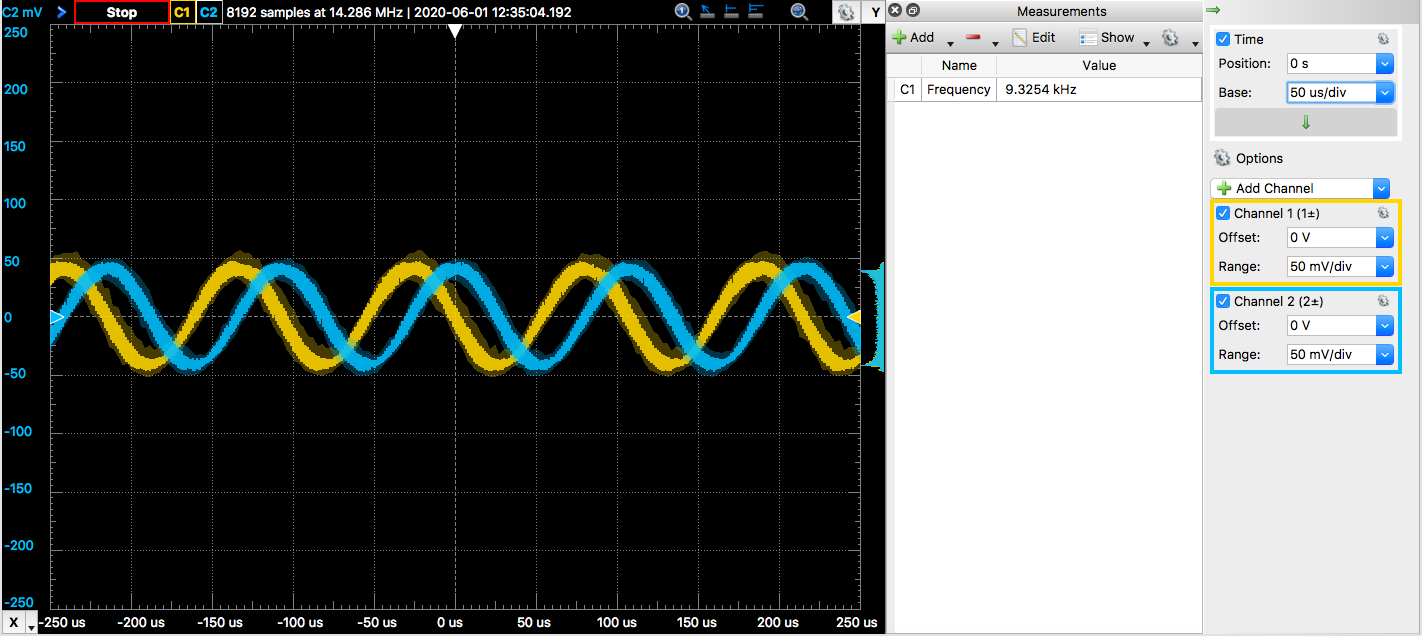 C2 mV Stop C1 C2 8192 samples at 14.286 MHz | 2020-06-01 12:35:04.192 Y
250
200
150
100
50
0
-50
-100
-150
-200
-250
X -250 us -200 us -150 us -100 us -50 us 0 us 50 us 100 us 150 us 200 us 250 us
Measurements
Add Edit Show
Name Value
C1 Frequency 9.3254 kHz
Time
Position: 0 s
Base: 50 us/div
Options
Add Channel
Channel 1 (1±)
Offset: 0 V
Range: 50 mV/div
Channel 2 (2±)
Offset: 0 V
Range: 50 mV/div